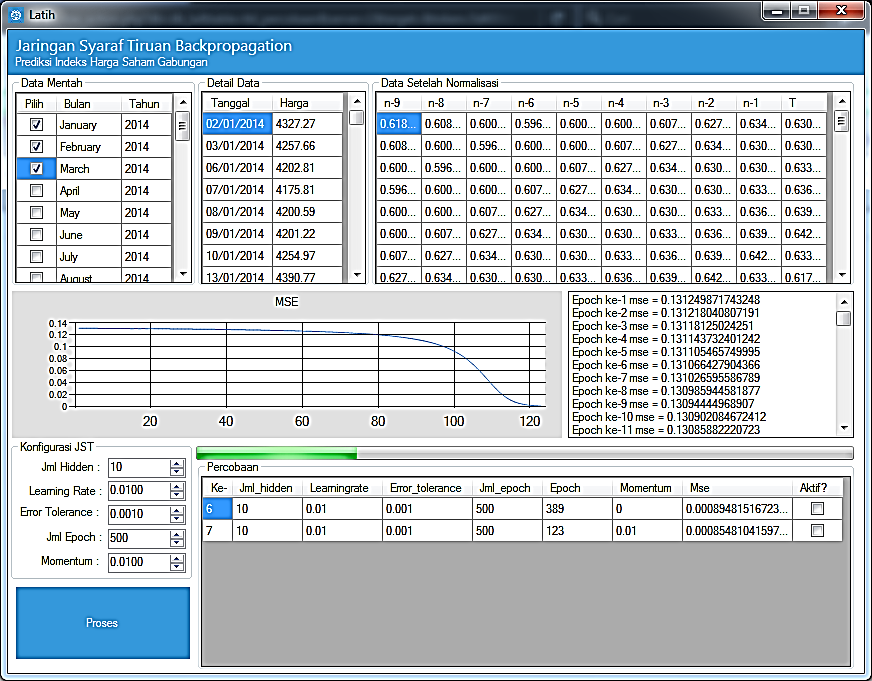 Latih
Jaringan Syaraf Tiruan Backpropagation
Prediksi Indeks Harga Saham Gabungan
Data Mentah
Pilih Bulan Tahun
January 2014
February 2014
March 2014
April 2014
May 2014
June 2014
July 2014
August 2014
Detail Data
Tanggal Harga
02/01/2014 4327.27
03/01/2014 4257.66
06/01/2014 4202.81
07/01/2014 4175.81
08/01/2014 4200.59
09/01/2014 4201.22
10/01/2014 4254.97
13/01/2014 4390.77
Data Setelah Normalisasi
n-9 n-8 n-7 n-6 n-5 n-4 n-3 n-2 n-1 T
0.618... 0.608... 0.600... 0.596... 0.600... 0.600... 0.607... 0.627... 0.634... 0.630...
0.608... 0.600... 0.596... 0.600... 0.600... 0.607... 0.627... 0.634... 0.630... 0.630...
0.600... 0.596... 0.600... 0.600... 0.607... 0.627... 0.634... 0.630... 0.630... 0.633...
0.596... 0.600... 0.600... 0.607... 0.627... 0.634... 0.630... 0.630... 0.633... 0.636...
0.600... 0.600... 0.607... 0.627... 0.634... 0.630... 0.630... 0.633... 0.636... 0.639...
0.600... 0.607... 0.627... 0.634... 0.630... 0.630... 0.633... 0.636... 0.639... 0.642...
0.607... 0.627... 0.634... 0.630... 0.630... 0.633... 0.636... 0.639... 0.642... 0.633...
0.627... 0.634... 0.630... 0.630... 0.633... 0.636... 0.639... 0.642... 0.633... 0.617...
MSE
0.14
0.12
0.1
0.08
0.06
0.04
0.02
0
20 40 60 80 100 120
Epoch ke-1 mse = 0.131249871743248
Epoch ke-2 mse = 0.131218040807191
Epoch ke-3 mse = 0.13118125024251
Epoch ke-4 mse = 0.131143732401242
Epoch ke-5 mse = 0.131105465749995
Epoch ke-6 mse = 0.131066427904366
Epoch ke-7 mse = 0.131026595586789
Epoch ke-8 mse = 0.130985944581877
Epoch ke-9 mse = 0.13094444968907
Epoch ke-10 mse = 0.130902084672412
Epoch ke-11 mse = 0.13085882220723
Konfigurasi JST
Jml Hidden : 10
Learning Rate : 0.0100
Error Tolerance : 0.0010
Jml Epoch : 500
Momentum : 0.0100
Proses
Percobaan
Ke- Jml_hidden Learningrate Error_tolerance Jml_epoch Epoch Momentum Mse Aktif?
6 10 0.01 0.001 500 389 0 0.00089481516723...
7 10 0.01 0.001 500 123 0.01 0.00085481041597...